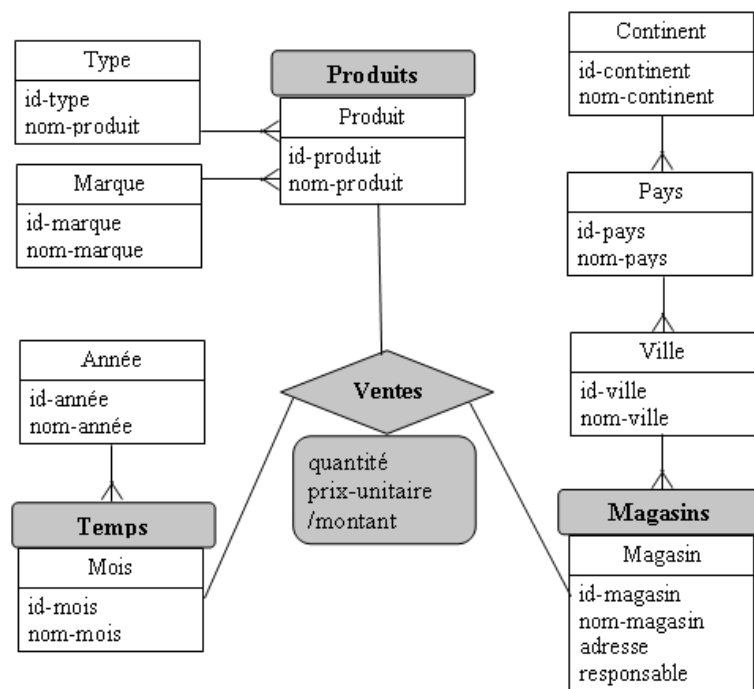 Type
id-type
nom-produit
Marque
id-marque
nom-marque
Produits
Produit
id-produit
nom-produit
Continent
id-continent
nom-continent
Pays
id-pays
nom-pays
Ville
id-ville
nom-ville
Année
id-année
nom-année
Ventes
quantité
prix-unitaire
/montant
Temps
Mois
id-mois
nom-mois
Magasins
Magasin
id-magasin
nom-magasin
adresse
responsable